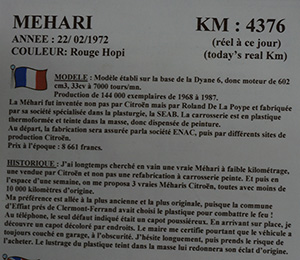 MEHARI
KM : 4376
ANNEE : 22/ 02/1972
(réel à ce jour)
COULEUR: Rouge Hopi
(today's real Km)
MODELE : Modèle établi sur la base de la Dyane 6, donc moteur de 602
cm3, 33cv à 7000 tours/mn.
Production de 144 000 exemplaires de 1968 à 1987.
La Méhari fut inventée non pas par Citroën mais par Roland De La Poype et fabriquée
par sa société spécialisée dans la plasturgie, la SEAB. La carrosserie est en plastique
thermoformée et teinte dans la masse, donc dispensée de peinture.
Au départ, la fabrication sera assurée par la société ENAC, puis par différents sites de
production Citroën.
Prix à l'époque : 8 661 francs.
HISTORIQUE : J'ai longtemps cherché en vain une vraie Méhari à faible kilométrage,
une vendue par Citroën et non pas une refabrication à carrosserie peinte. Et puis en
l'espace d'une semaine, on me proposa 3 vraies Méharis Citroën, toutes avec moins de
10 000 kilomètres d'origine.
Ma préférence est allée à la plus ancienne et la plus originale, puisque la commune
d'Effiat près de Clermont-Ferrand avait choisi le plastique pour combattre le feu !
Au téléphone, le seul défaut indiqué était un capot poussiéreux. En arrivant sur place, je
découvre un capot décoloré par endroits. Le maire me certifie pourtant que le véhicule a
toujours couché en garage, à l'obscurité. J'hésite longuement, puis prends le risque de
l'acheter. Le lustrage du plastique teint dans la masse lui redonnera son éclat d'origine.